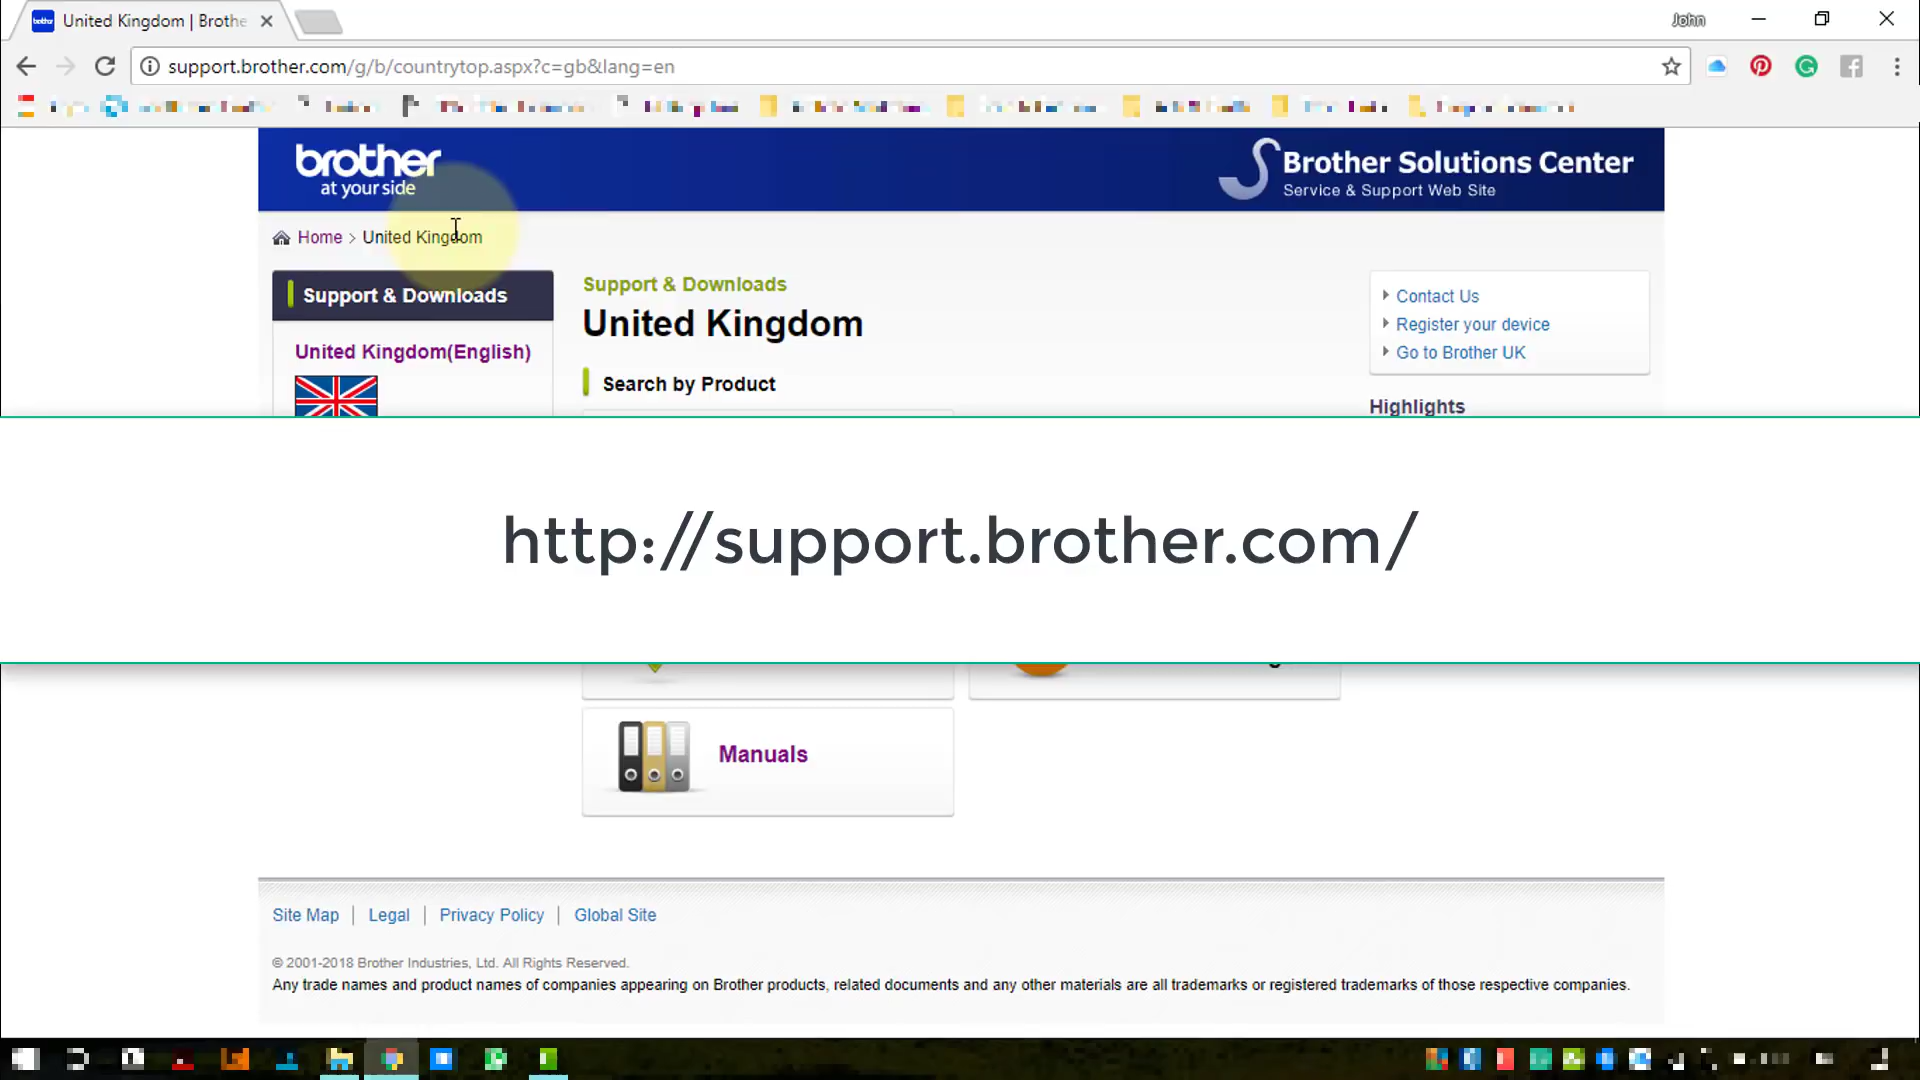 United Kingdom | Brothe
John
support.brother.com/g/b/countrytop.aspx?c=gb&lang=en
brother
at your side
Brother Solutions Center
Service & Support Web Site
Home > United Kingdom
Support & Downloads
United Kingdom(English)
Support & Downloads
United Kingdom
Search by Product
Contact Us
Register your device
Go to Brother UK
Highlights
http://support.brother.com/
Manuals
Site Map | Legal | Privacy Policy | Global Site
© 2001-2018 Brother Industries, Ltd. All Rights Reserved.
Any trade names and product names of companies appearing on Brother products, related documents and any other materials are all trademarks or registered trademarks of those respective companies.